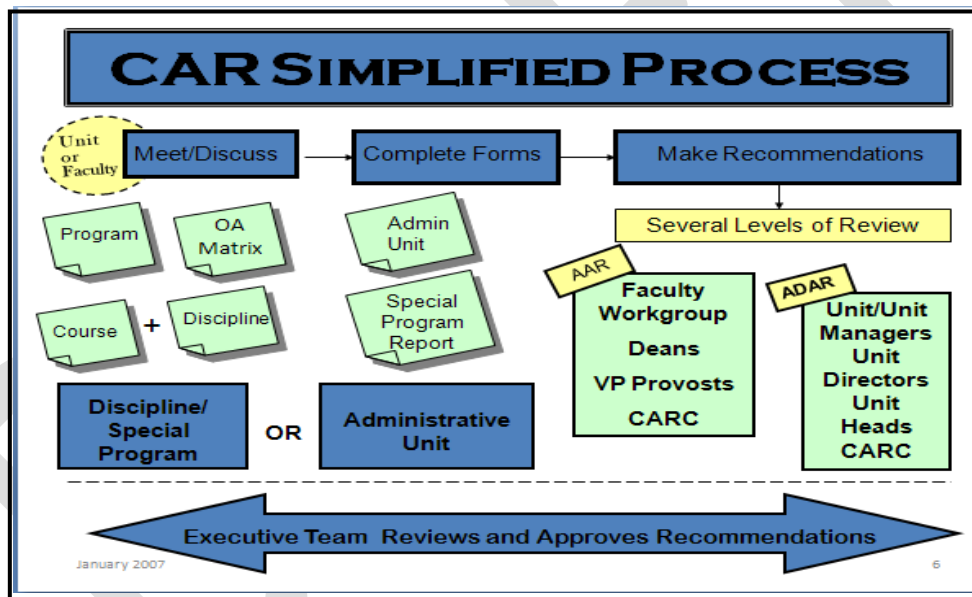 CAR SIMPLIFIED PROCESS
Unit
or
Faculty
Meet/Discuss
Complete Forms
Make Recommendations
Several Levels of Review
Program
OA
Matrix
Admin
Unit
Course
+
Discipline
Special
Program
Report
AAR
Faculty
Workgroup
Deans
VP Provosts
CARC
ADAR
Unit/Unit
Managers
Unit
Directors
Unit
Heads
CARC
Discipline/
Special
Program
OR
Administrative
Unit
Executive Team Reviews and Approves Recommendations
January 2007
6